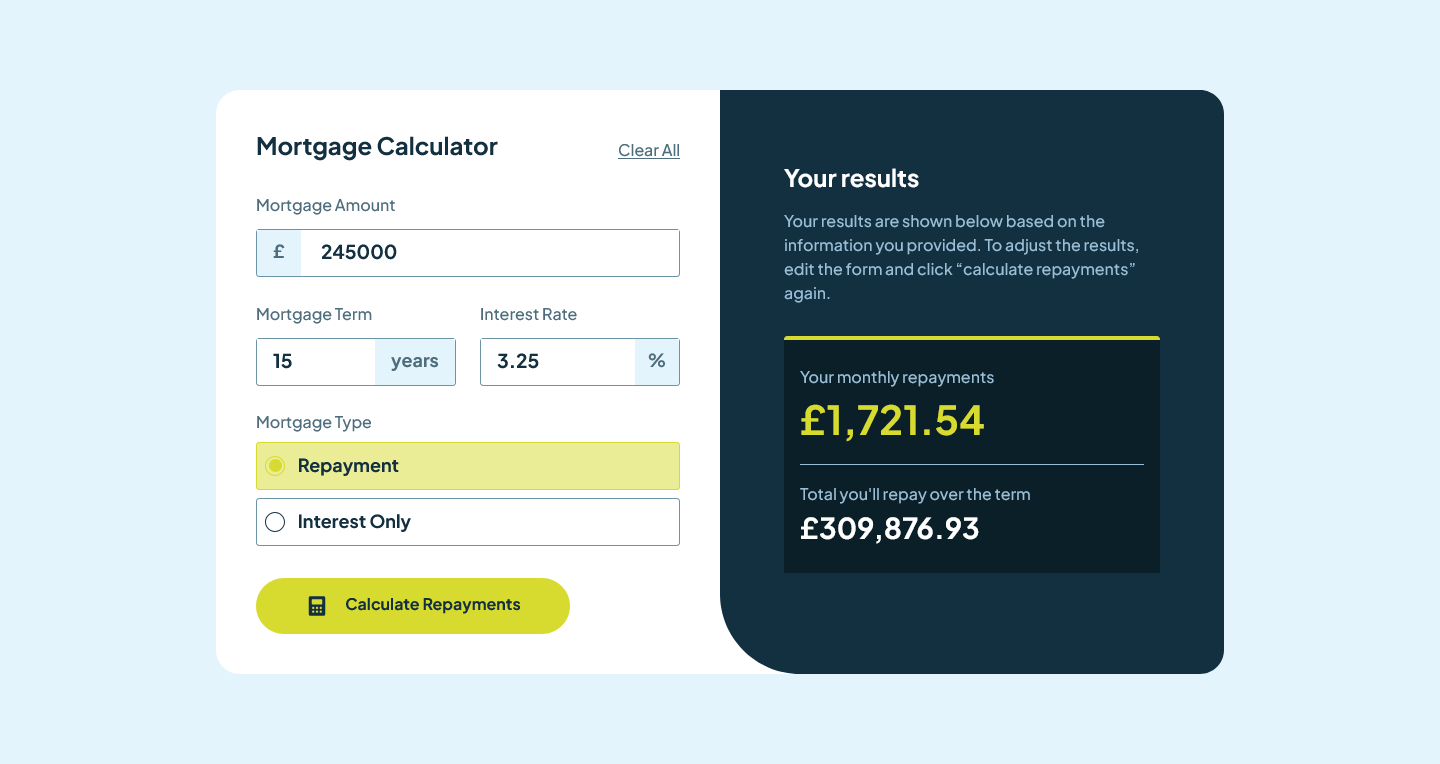 Mortgage Calculator
Clear All
Mortgage Amount
£ 245000
Mortgage Term
15 years
Interest Rate
3.25 %
Mortgage Type
Repayment
Interest Only
Calculate Repayments
Your results
Your results are shown below based on the
information you provided. To adjust the results,
edit the form and click “calculate repayments”
again.
Your monthly repayments
£1,721.54
Total you'll repay over the term
£309,876.93